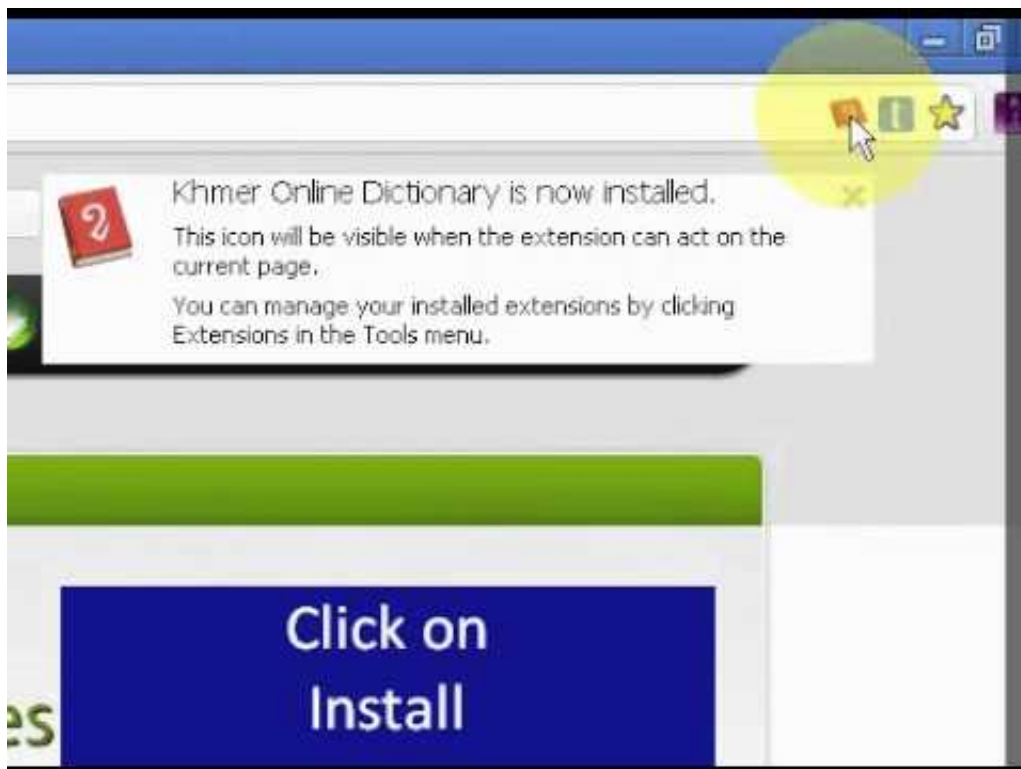 Khmer Online Dictionary is now installed.
This icon will be visible when the extension can act on the
current page.
You can manage your installed extensions by clicking
Extensions in the Tools menu.
Click on
Install
es